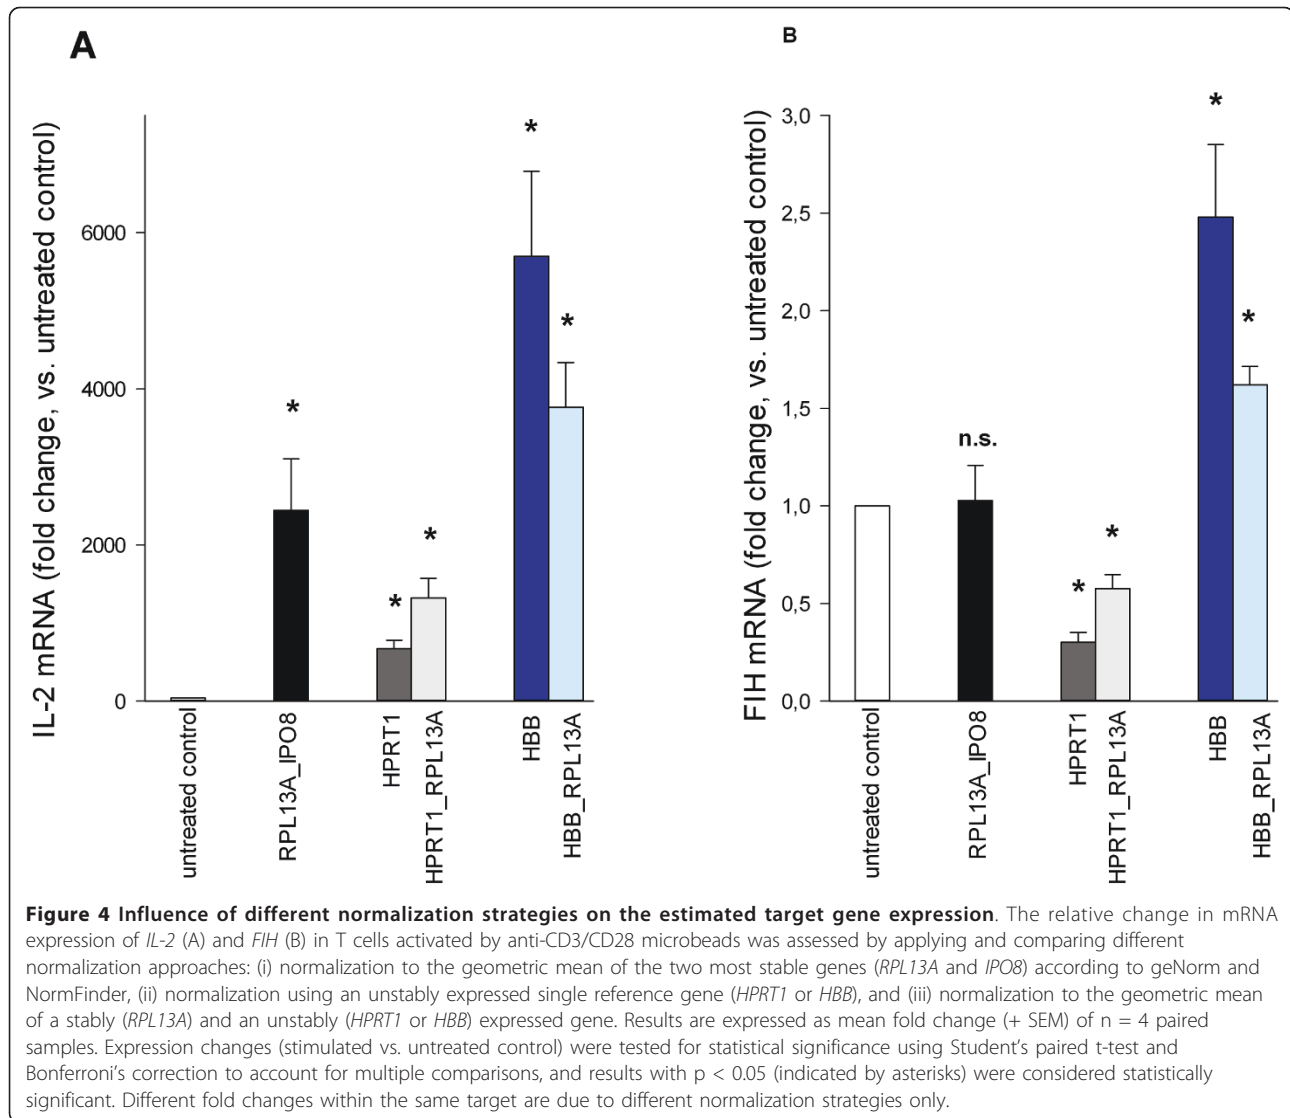 A
B
IL-2 mRNA (fold change, vs. untreated control)
6000
4000
2000
0
*
*
*
*
*
untreated control
RPL13A_IPO8
HPRT1
HPRT1_RPL13A
HBB
HBB_RPL13A
FIH mRNA (fold change, vs. untreated control)
3,0
2,5
2,0
1,5
1,0
0,5
0,0
n.s.
*
*
*
*
untreated control
RPL13A_IPO8
HPRT1
HPRT1_RPL13A
HBB
HBB_RPL13A
Figure 4 Influence of different normalization strategies on the estimated target gene expression. The relative change in mRNA
expression of IL-2 (A) and FIH (B) in T cells activated by anti-CD3/CD28 microbeads was assessed by applying and comparing different
normalization approaches: (i) normalization to the geometric mean of the two most stable genes (RPL13A and IPO8) according to geNorm and
NormFinder, (ii) normalization using an unstably expressed single reference gene (HPRT1 or HBB), and (iii) normalization to the geometric mean
of a stably (RPL13A) and an unstably (HPRT1 or HBB) expressed gene. Results are expressed as mean fold change (+ SEM) of n = 4 paired
samples. Expression changes (stimulated vs. untreated control) were tested for statistical significance using Student's paired t-test and
Bonferroni's correction to account for multiple comparisons, and results with p < 0.05 (indicated by asterisks) were considered statistically
significant. Different fold changes within the same target are due to different normalization strategies only.